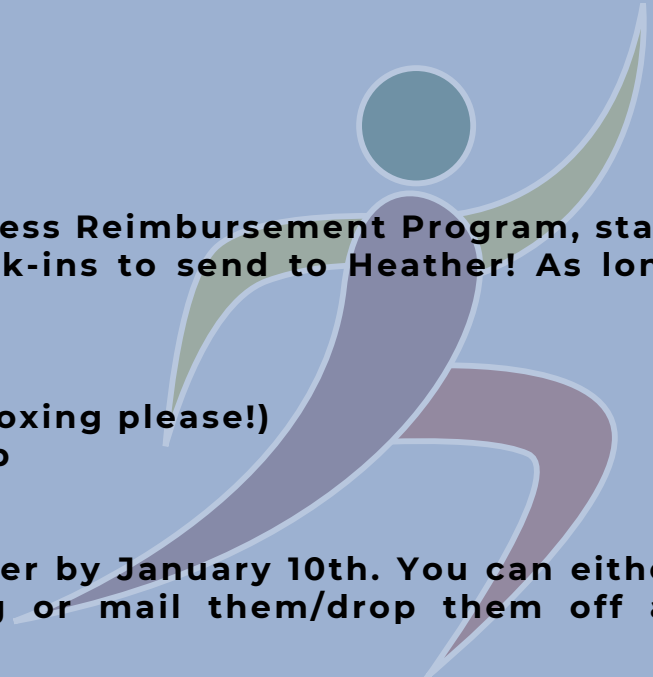 ess Reimbursement Program, sta
k-ins to send to Heather! As lon
oxing please!)
er by January 10th. You can eithe
or mail them/drop them off a